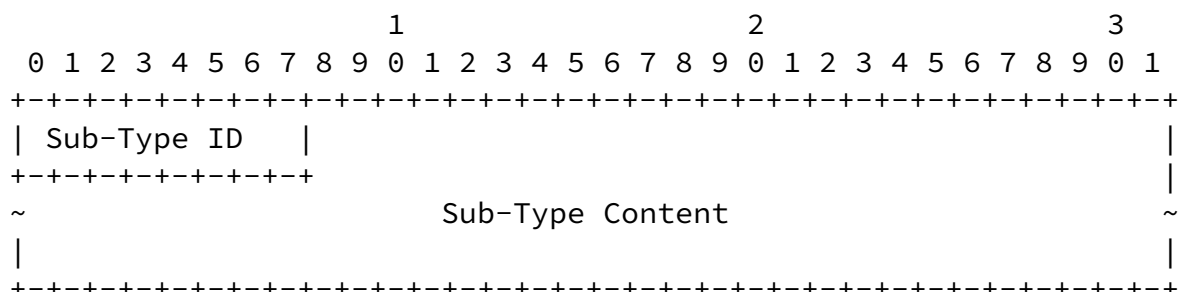 1                   2                   3
 0 1 2 3 4 5 6 7 8 9 0 1 2 3 4 5 6 7 8 9 0 1 2 3 4 5 6 7 8 9 0 1
+-+-+-+-+-+-+-+-+-+-+-+-+-+-+-+-+-+-+-+-+-+-+-+-+-+-+-+-+-+-+-+-+
| Sub-Type ID   |                                               |
+-+-+-+-+-+-+-+-+                                               |
~                       Sub-Type Content                        ~
|                                                               |
+-+-+-+-+-+-+-+-+-+-+-+-+-+-+-+-+-+-+-+-+-+-+-+-+-+-+-+-+-+-+-+-+